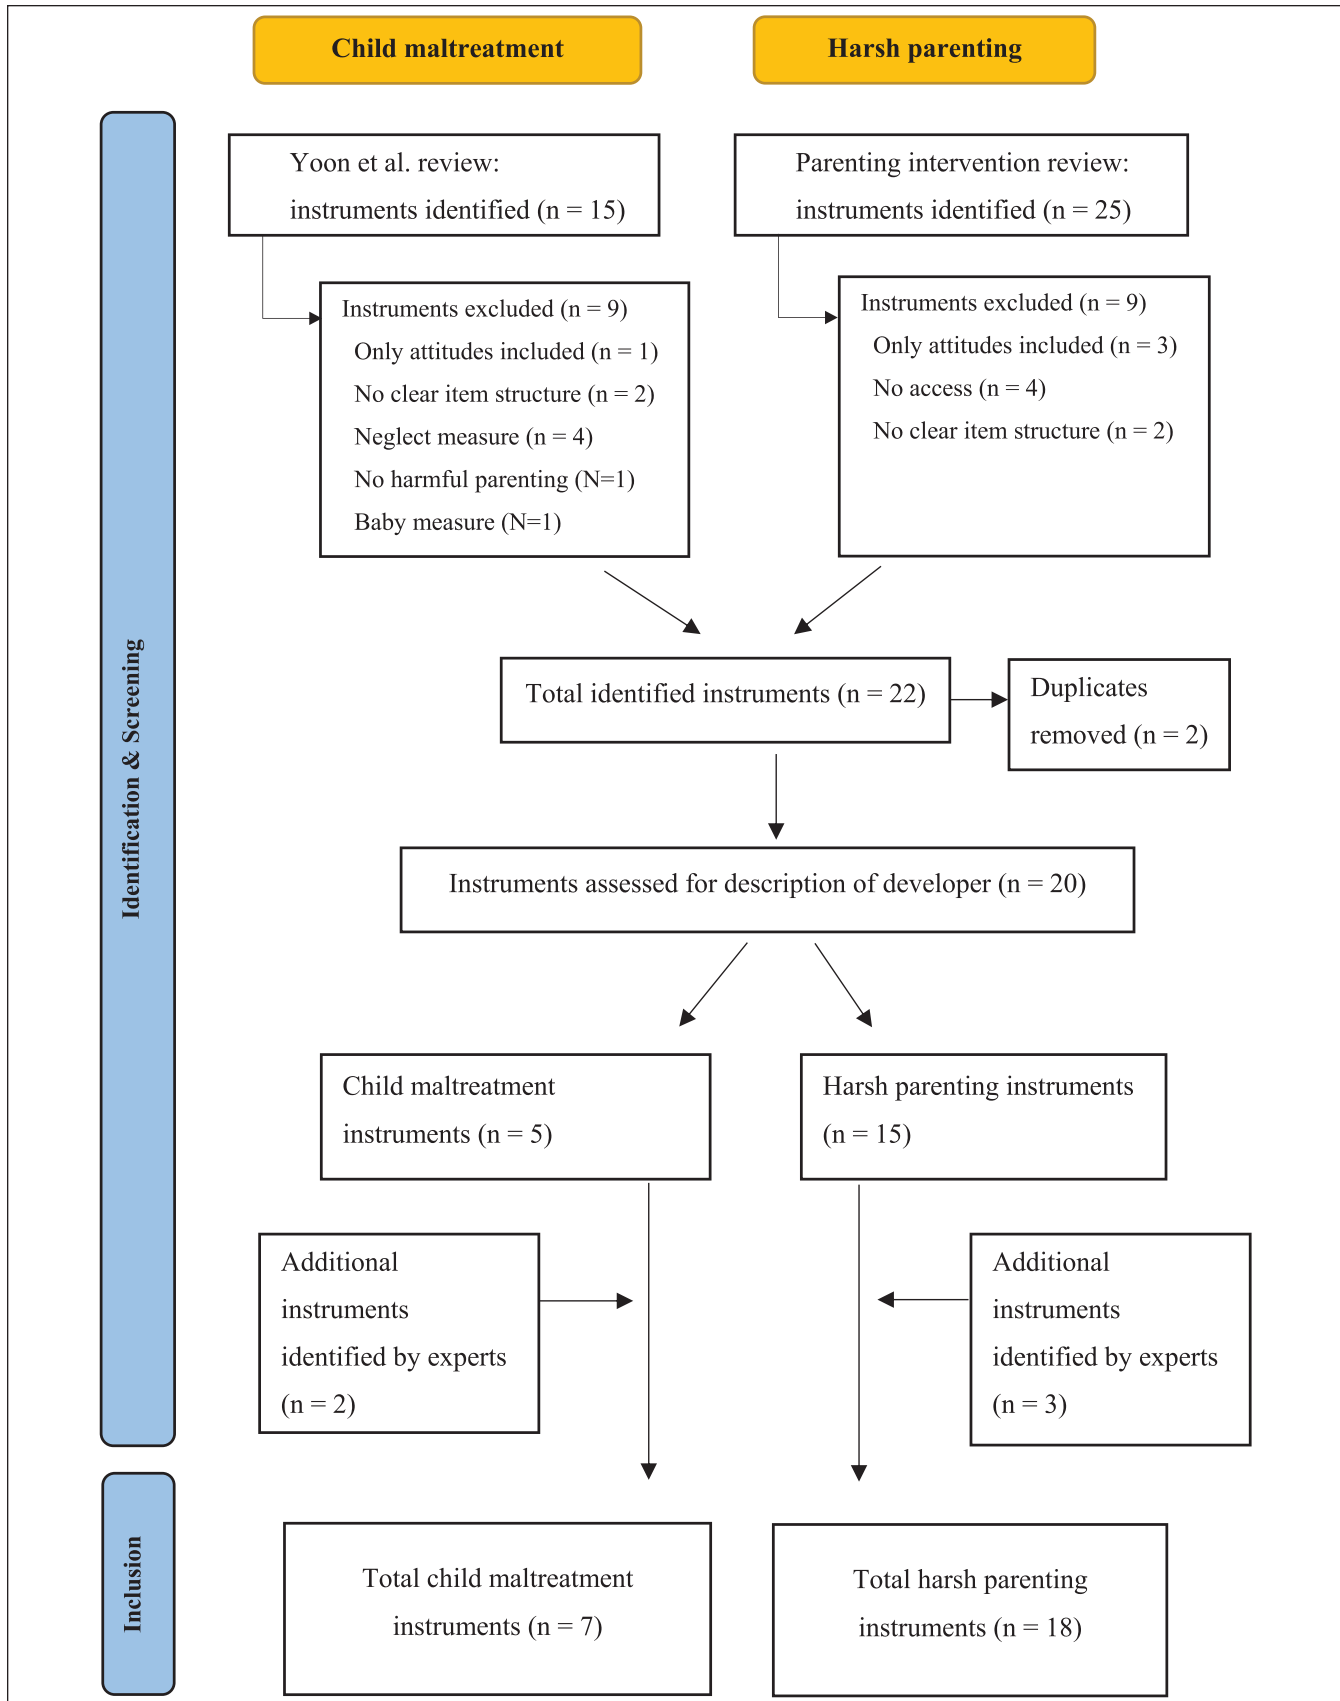 Child maltreatment
Harsh parenting
Identification & Screening
Yoon et al. review:
instruments identified (n = 15)
Parenting intervention review:
instruments identified (n = 25)
Instruments excluded (n = 9)
Only attitudes included (n = 1)
No clear item structure (n = 2)
Neglect measure (n = 4)
No harmful parenting (N=1)
Baby measure (N=1)
Instruments excluded (n = 9)
Only attitudes included (n = 3)
No access (n = 4)
No clear item structure (n = 2)
Total identified instruments (n = 22)
Duplicates
removed (n = 2)
Instruments assessed for description of developer (n = 20)
Child maltreatment
instruments (n = 5)
Harsh parenting instruments
(n = 15)
Additional
instruments
identified by experts
(n = 2)
Additional
instruments
identified by experts
(n = 3)
Inclusion
Total child maltreatment
instruments (n = 7)
Total harsh parenting
instruments (n = 18)